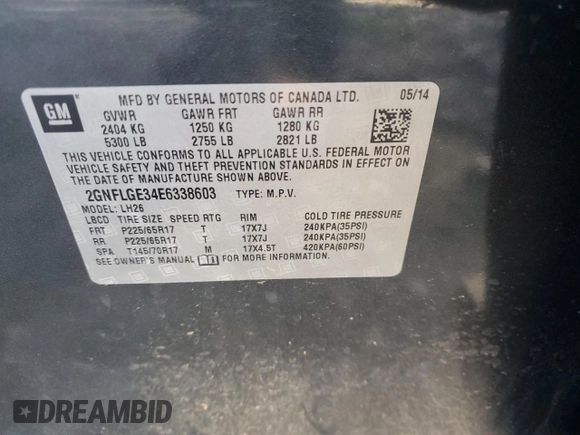 GM
MFD BY GENERAL MOTORS OF CANADA LTD. 05/14
GVWR GAWR FRT GAWR RR
2404 KG 1250 KG 1280 KG
5300 LB 2755 LB 2821 LB
THIS VEHICLE CONFORMS TO ALL APPLICABLE U.S. FEDERAL MOTOR
VEHICLE SAFETY AND THEFT PREVENTION STANDARDS IN EFFECT ON
THE DATE OF MANUFACTURE SHOWN ABOVE.
2GNFLGE34E6338603 TYPE: M.P.V.
MODEL: LH26
LBCD TIRE SIZE SPEED RTG RIM COLD TIRE PRESSURE
FRT P225/65R17 T 17X7J 240KPA(35PSI)
RR P225/65R17 T 17X7J 240KPA(35PSI)
SPA T145/70R17 M 17X4.5T 420KPA(60PSI)
SEE OWNER'S MANUAL FOR MORE INFORMATION.
DREAMBID